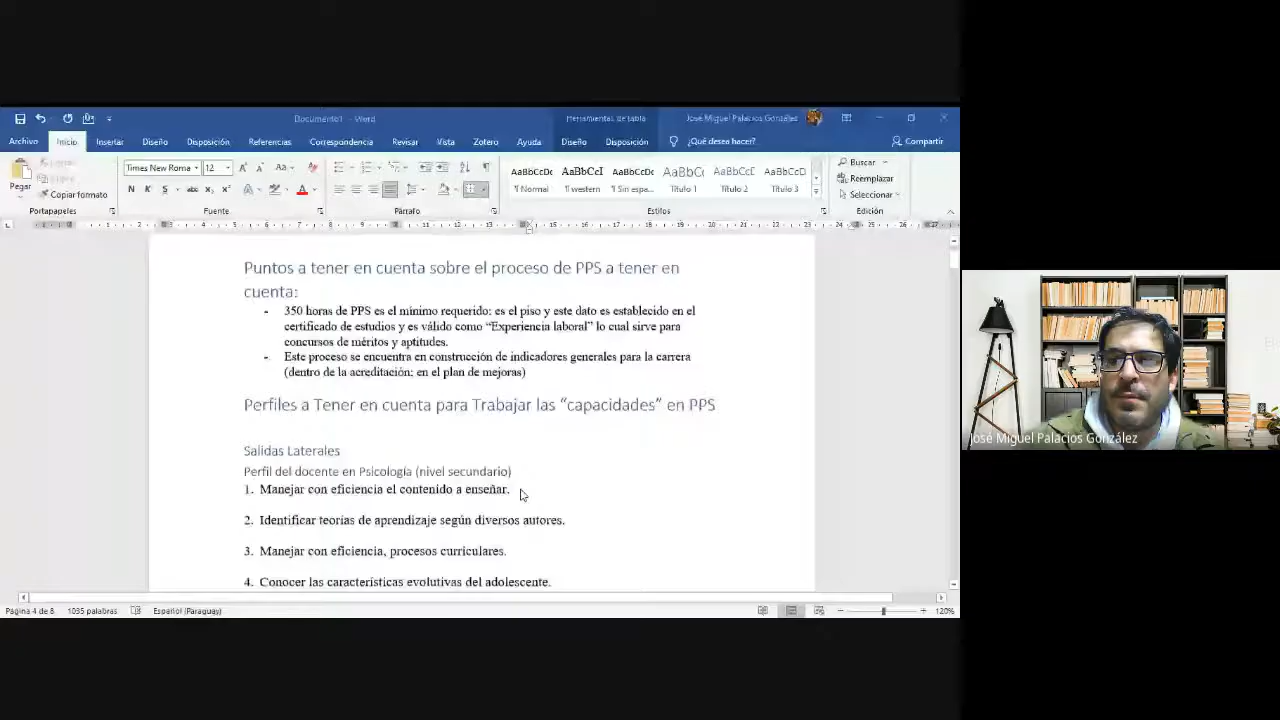 Documento1 - Word
Herramientas de tabla
José Miguel Palacios González
Archivo Inicio Insertar Diseño Disposición Referencias Correspondencia Revisar Vista Zotero Ayuda Diseño Disposición ¿Qué desea hacer? Compartir
Pegar
Copiar formato
Times New Roma 12
AaBbCcDc AaBbCcI AaBbCcDc AaBbC AaBbCcD AaBbCcD
¶ Normal ¶ western ¶ Sin espa... Título 1 Título 2 Título 3
Buscar
Reemplazar
Seleccionar
Portapapeles Fuente Párrafo Estilos Edición
Puntos a tener en cuenta sobre el proceso de PPS a tener en
cuenta:
- 350 horas de PPS es el mínimo requerido: es el piso y este dato es establecido en el
certificado de estudios y es válido como “Experiencia laboral” lo cual sirve para
concursos de méritos y aptitudes.
- Este proceso se encuentra en construcción de indicadores generales para la carrera
(dentro de la acreditación; en el plan de mejoras)
Perfiles a Tener en cuenta para Trabajar las “capacidades” en PPS
Salidas Laterales
Perfil del docente en Psicología (nivel secundario)
1. Manejar con eficiencia el contenido a enseñar.
2. Identificar teorías de aprendizaje según diversos autores.
3. Manejar con eficiencia, procesos curriculares.
4. Conocer las características evolutivas del adolescente.
Página 4 de 8 1035 palabras Español (Paraguay) 120%
José Miguel Palacios González